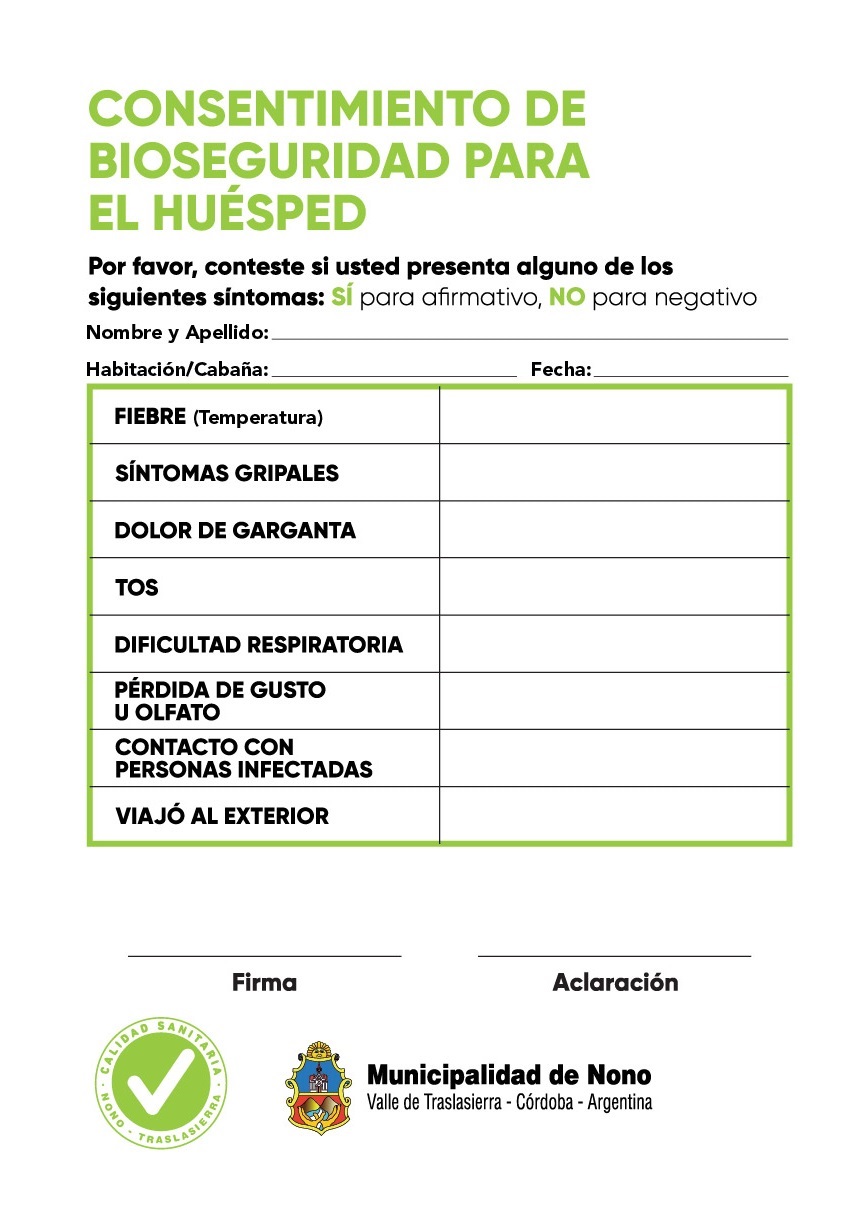 CONSENTIMIENTO DE
BIOSEGURIDAD PARA
EL HUÉSPED
Por favor, conteste si usted presenta alguno de los
siguientes síntomas: SÍ para afirmativo, NO para negativo
Nombre y Apellido:
Habitación/Cabaña: Fecha:
FIEBRE (Temperatura)
SÍNTOMAS GRIPALES
DOLOR DE GARGANTA
TOS
DIFICULTAD RESPIRATORIA
PÉRDIDA DE GUSTO
U OLFATO
CONTACTO CON
PERSONAS INFECTADAS
VIAJÓ AL EXTERIOR
Firma Aclaración
CALIDAD SANITARIA
NONO - TRASLASIERRA
Municipalidad de Nono
Valle de Traslasierra - Córdoba - Argentina